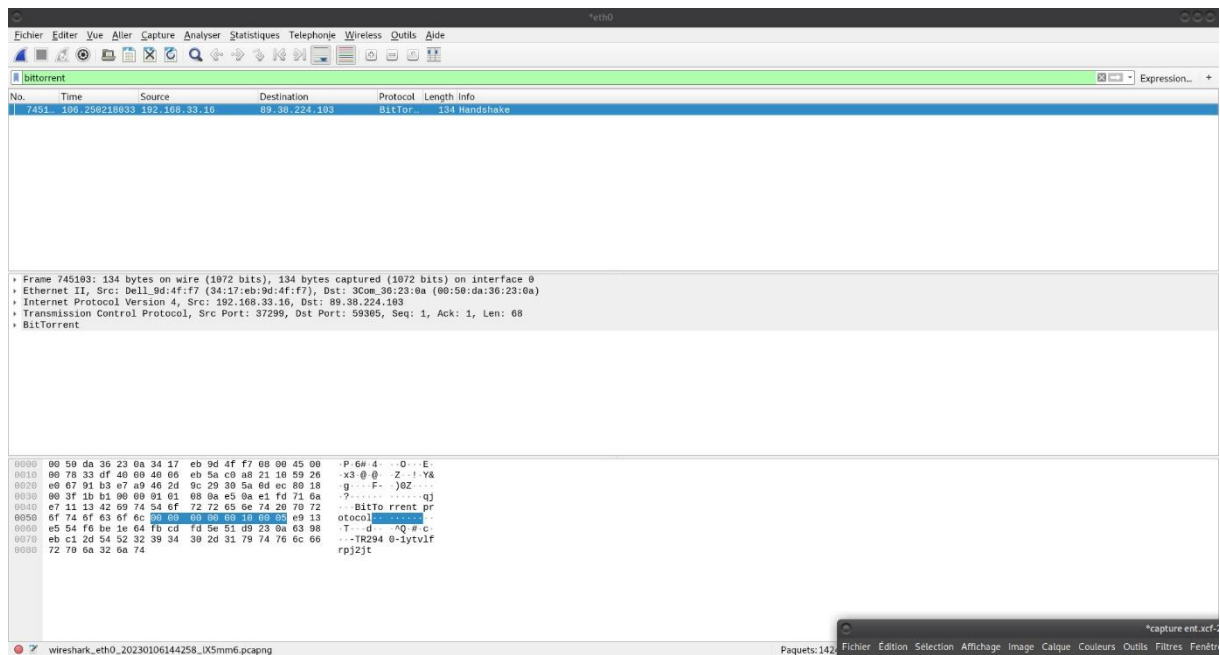 *eth0
Fichier Editer Vue Aller Capture Analyser Statistiques Telephonie Wireless Outils Aide
bittorrent
Expression... +
No. Time Source Destination Protocol Length Info
7451… 106.250218033 192.168.33.16 89.38.224.103 BitTor… 134 Handshake
Frame 745103: 134 bytes on wire (1072 bits), 134 bytes captured (1072 bits) on interface 0
Ethernet II, Src: Dell_9d:4f:f7 (34:17:eb:9d:4f:f7), Dst: 3Com_36:23:0a (00:50:da:36:23:0a)
Internet Protocol Version 4, Src: 192.168.33.16, Dst: 89.38.224.103
Transmission Control Protocol, Src Port: 37299, Dst Port: 59305, Seq: 1, Ack: 1, Len: 68
BitTorrent
0000 00 50 da 36 23 0a 34 17 eb 9d 4f f7 08 00 45 00 ·P·6#·4· ··O···E·
0010 00 78 33 df 40 00 40 06 eb 5a c0 a8 21 10 59 26 ·x3·@·@· ·Z··!·Y&
0020 e0 67 91 b3 e7 a9 46 2d 9c 29 30 5a 0d ec 80 18 ·g····F- ·)0Z····
0030 00 3f 1b b1 00 00 01 01 08 0a e5 0a e1 fd 71 6a ·?······ ······qj
0040 e7 11 13 42 69 74 54 6f 72 72 65 6e 74 20 70 72 ···BitTo rrent pr
0050 6f 74 6f 63 6f 6c 00 00 00 00 00 10 00 05 e9 13 otocol·· ········
0060 e5 54 f6 be 1e 64 fb cd fd 5e 51 d9 23 0a 63 98 ·T···d·· ·^Q·#·c·
0070 eb c1 2d 54 52 32 39 34 30 2d 31 79 74 76 6c 66 ··-TR294 0-1ytvlf
0080 72 70 6a 32 6a 74 rpj2jt
wireshark_eth0_20230106144258_lX5mm6.pcapng
Paquets: 142
*capture ent.xcf-2
Fichier Édition Sélection Affichage Image Calque Couleurs Outils Filtres Fenêtr